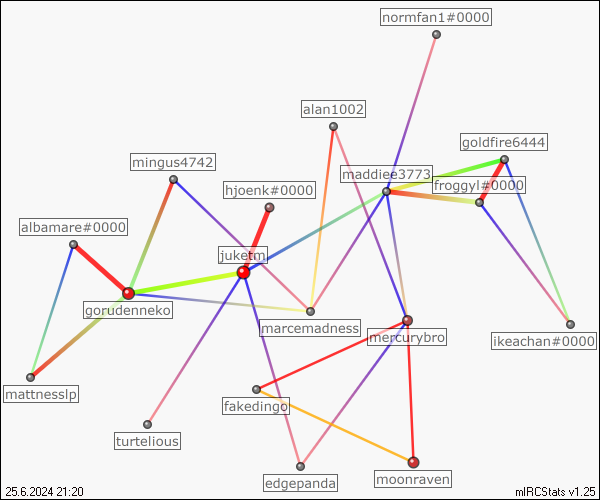 normfan1#0000
alan1002
goldfire6444
mingus4742
maddiee3773
froggyl#0000
hjoenk#0000
albamare#0000
juketm
gorudenneko
marcemadness
mercurybro
ikeachan#0000
mattnesslp
fakedingo
turtelious
edgepanda
moonraven
25.6.2024 21:20
mIRCStats v1.25